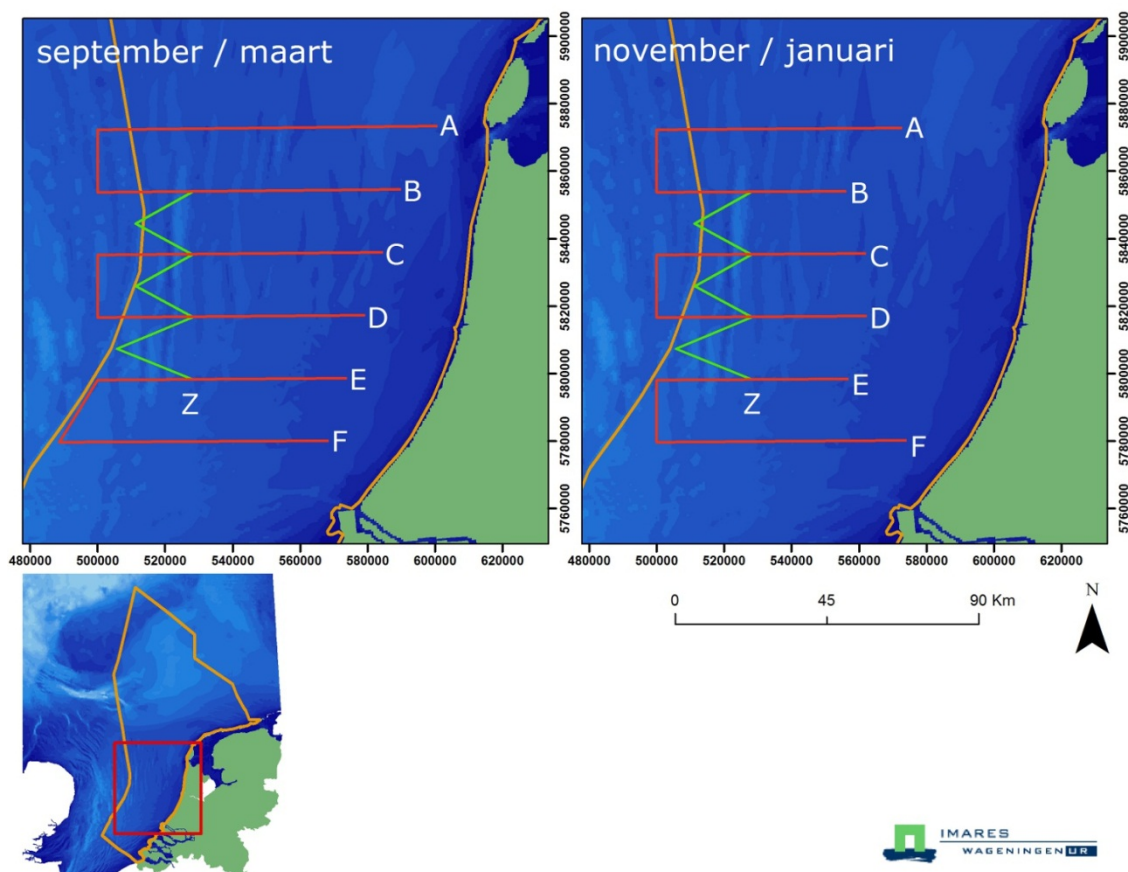 september / maart
A
B
C
D
E
Z
F
5900000
5880000
5860000
5840000
5820000
5800000
5780000
5760000
480000 500000 520000 540000 560000 580000 600000 620000
november / januari
A
B
C
D
E
Z
F
5900000
5880000
5860000
5840000
5820000
5800000
5780000
5760000
480000 500000 520000 540000 560000 580000 600000 620000
0 45 90 Km
N
IMARES
WAGENINGEN UR